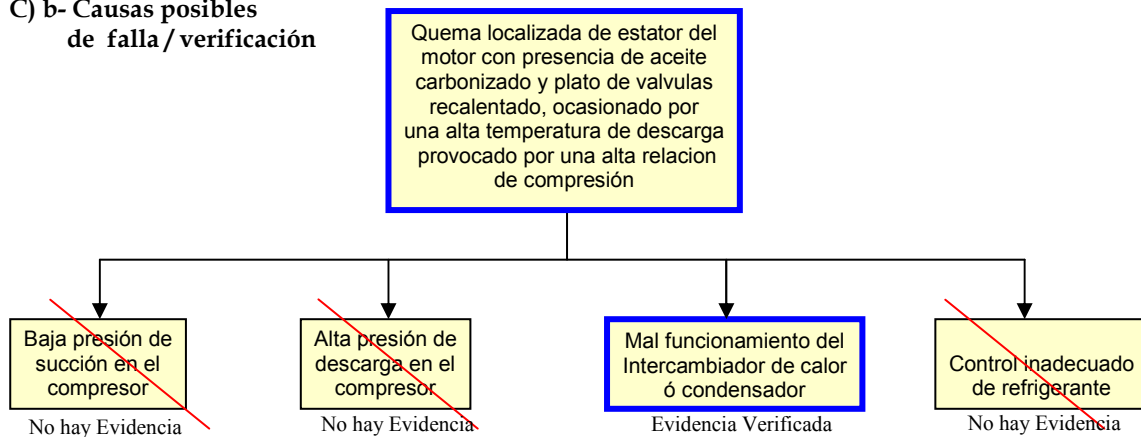 C) b- Causas posibles
de falla / verificación
Quema localizada de estator del
motor con presencia de aceite
carbonizado y plato de valvulas
recalentado, ocasionado por
una alta temperatura de descarga
provocado por una alta relacion
de compresión
Baja presión de
succión en el
compresor
No hay Evidencia
Alta presión de
descarga en el
compresor
No hay Evidencia
Mal funcionamiento del
Intercambiador de calor
ó condensador
Evidencia Verificada
Control inadecuado
de refrigerante
No hay Evidencia